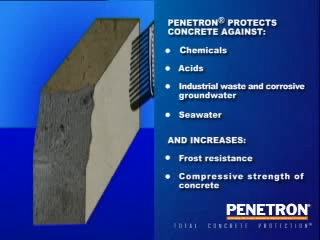 PENETRON® PROTECTS
CONCRETE AGAINST:
• Chemicals
• Acids
• Industrial waste and corrosive
groundwater
• Seawater
AND INCREASES:
• Frost resistance
• Compressive strength of
concrete
PENETRON®
TOTAL CONCRETE PROTECTION™